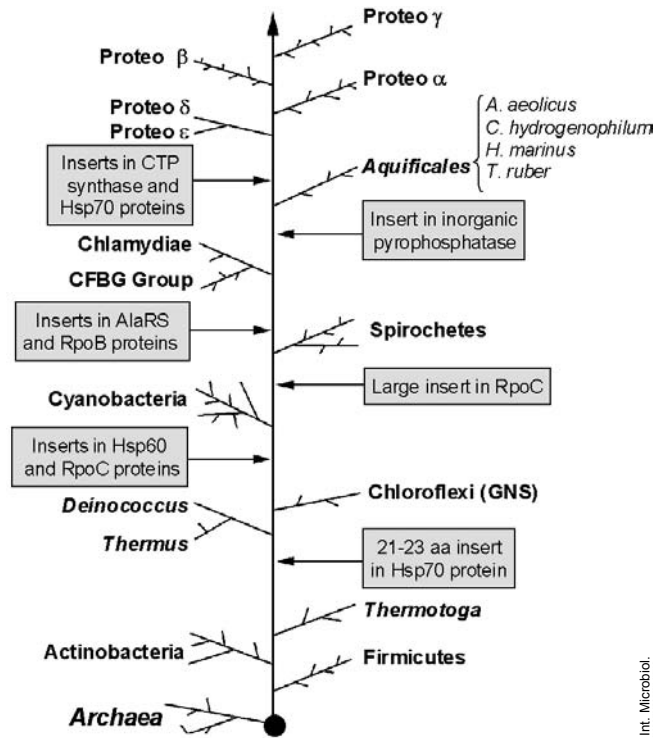 Proteo γ
Proteo β
Proteo α
Proteo δ
Proteo ε
A. aeolicus
C. hydrogenophilum
H. marinus
T. ruber
Aquificales
Inserts in CTP
synthase and
Hsp70 proteins
Insert in inorganic
pyrophosphatase
Chlamydiae
CFBG Group
Inserts in AlaRS
and RpoB proteins
Spirochetes
Large insert in RpoC
Cyanobacteria
Inserts in Hsp60
and RpoC proteins
Chloroflexi (GNS)
Deinococcus
Thermus
21-23 aa insert
in Hsp70 protein
Thermotoga
Actinobacteria
Firmicutes
Archaea
Int. Microbiol.